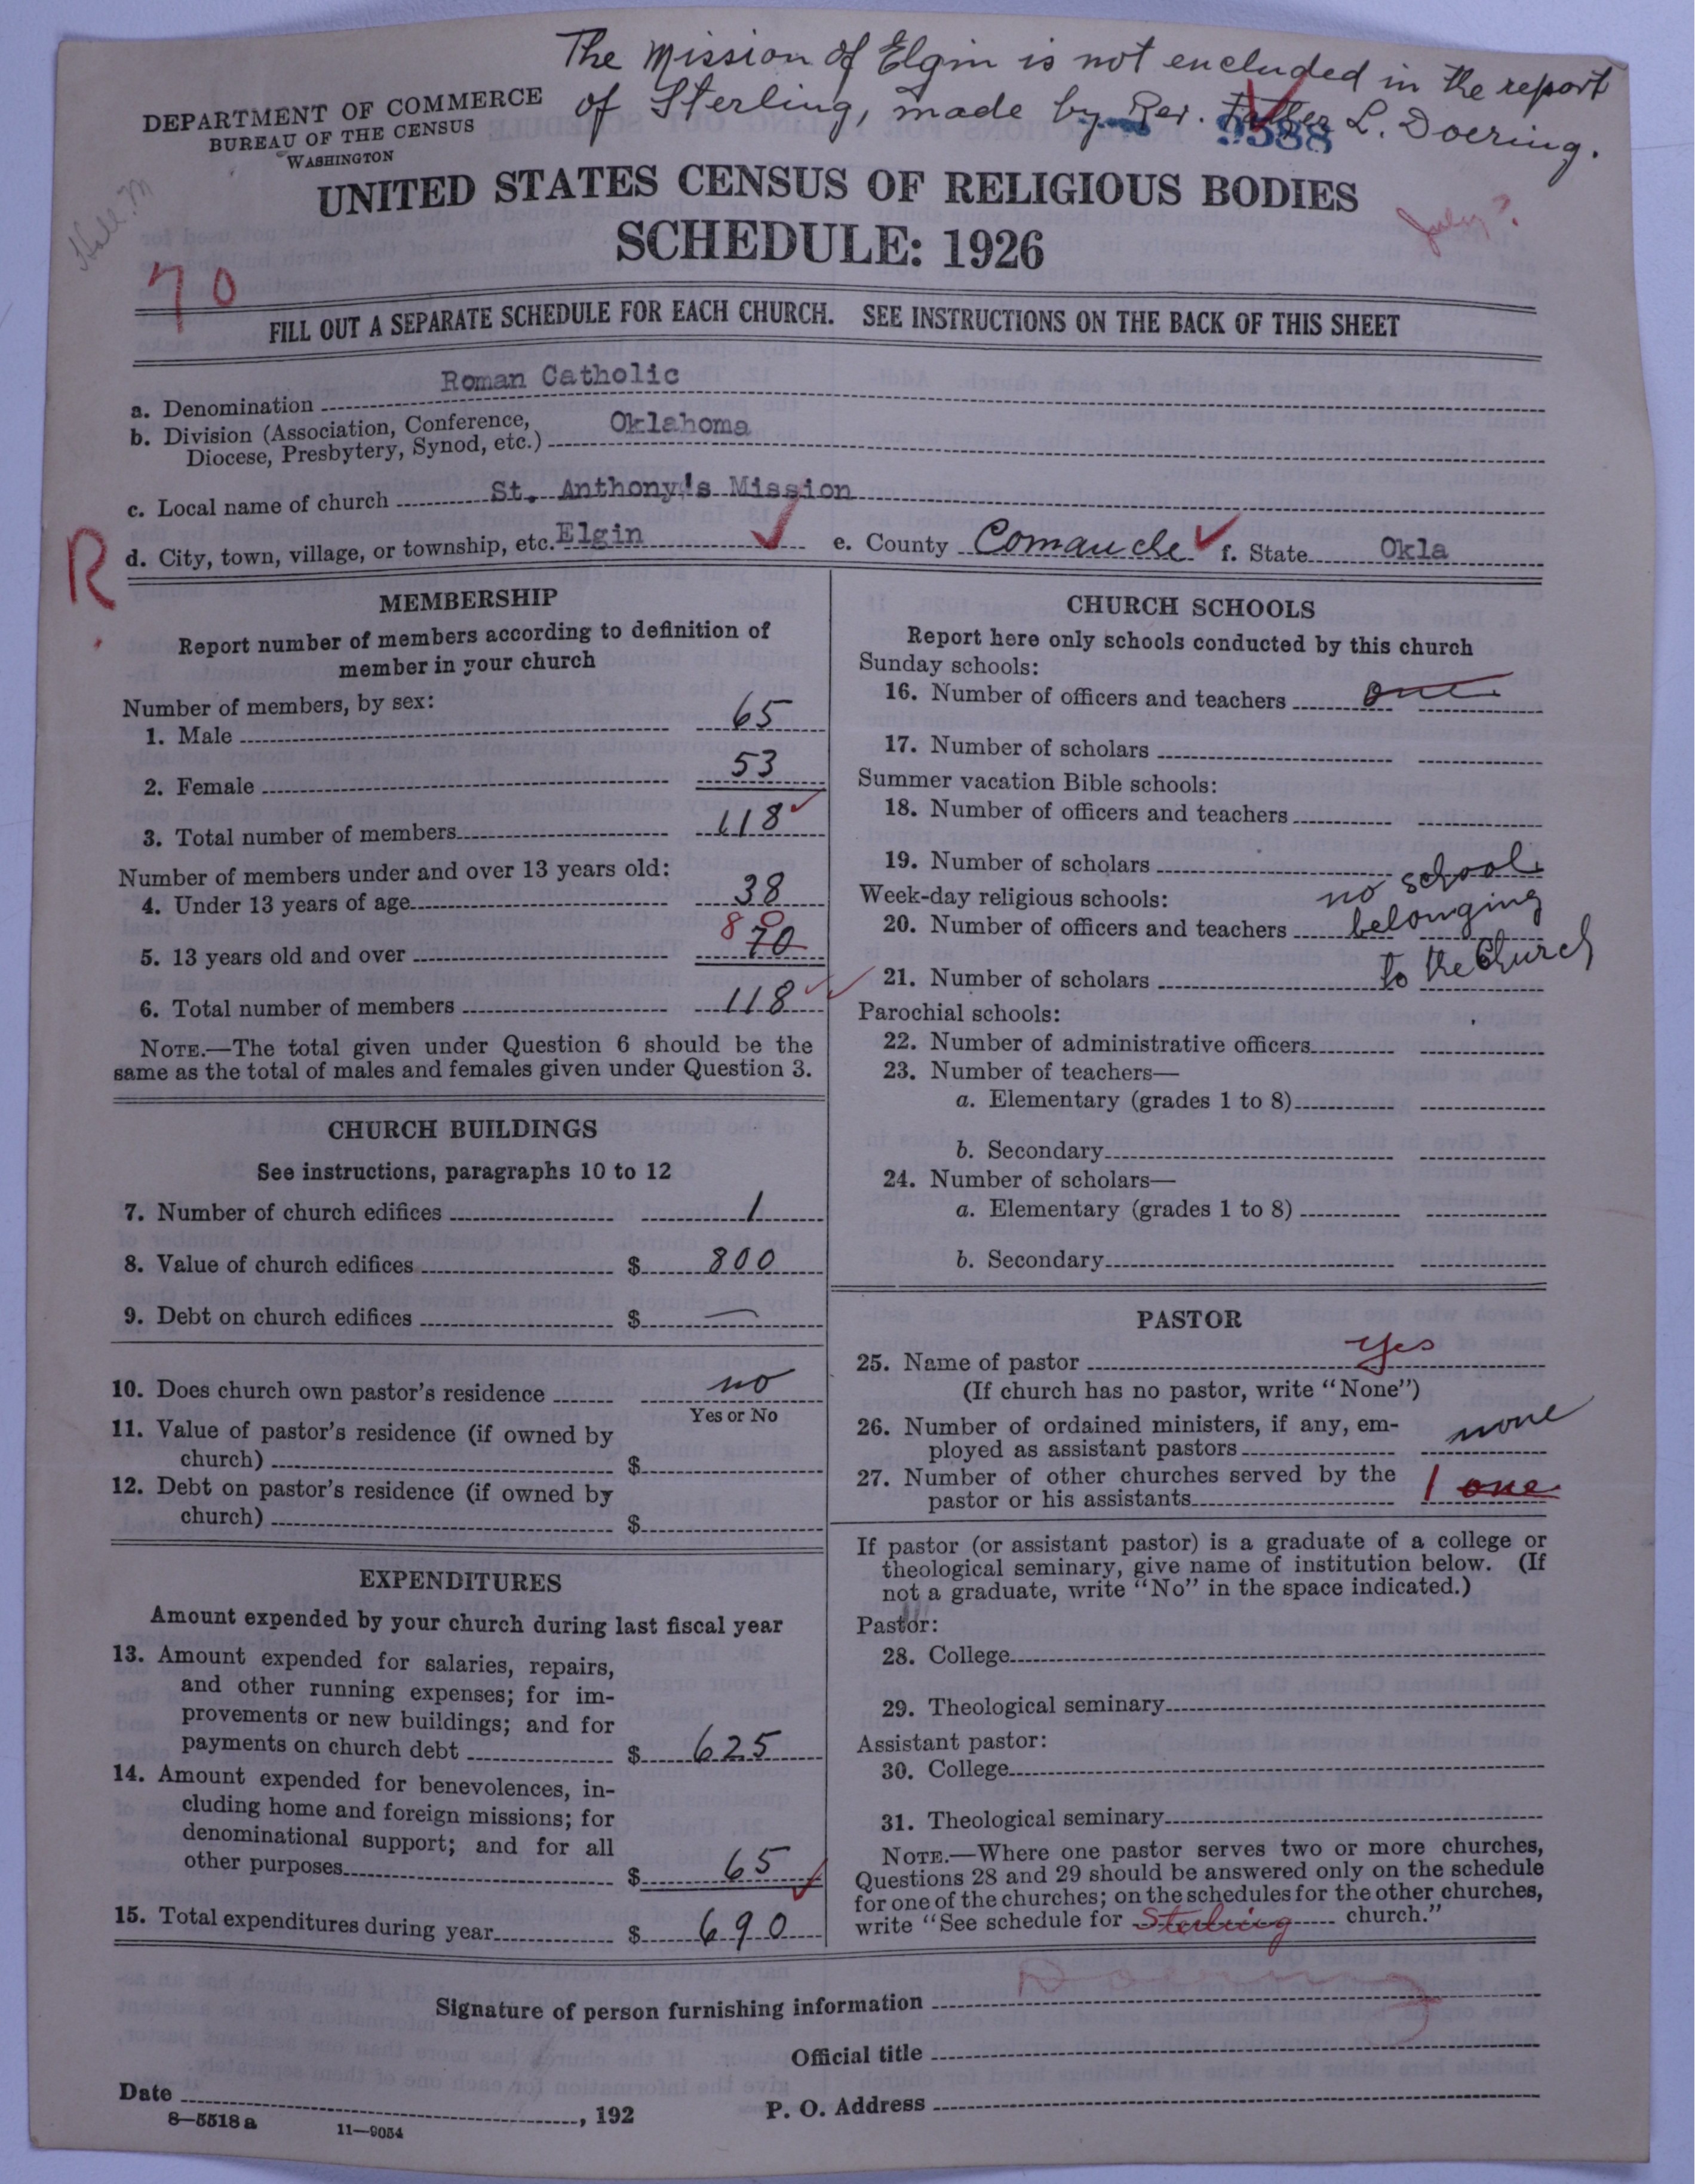 The Mission of Elgin is not encluded in the report
of Sterling, made by Rev. Father L. Doering.
DEPARTMENT OF COMMERCE
BUREAU OF THE CENSUS
WASHINGTON
9588
UNITED STATES CENSUS OF RELIGIOUS BODIES
SCHEDULE: 1926
July?
Hall. M
70
FILL OUT A SEPARATE SCHEDULE FOR EACH CHURCH. SEE INSTRUCTIONS ON THE BACK OF THIS SHEET
a. Denomination Roman Catholic
b. Division (Association, Conference, Oklahoma
Diocese, Presbytery, Synod, etc.)
c. Local name of church St. Anthony's Mission
R
d. City, town, village, or township, etc. Elgin e. County Comanche f. State Okla
MEMBERSHIP
Report number of members according to definition of
member in your church
Number of members, by sex:
1. Male 65
2. Female 53
3. Total number of members 118
Number of members under and over 13 years old:
4. Under 13 years of age 38
80
5. 13 years old and over 70
6. Total number of members 118
NOTE.—The total given under Question 6 should be the
same as the total of males and females given under Question 3.
CHURCH BUILDINGS
See instructions, paragraphs 10 to 12
7. Number of church edifices 1
8. Value of church edifices $ 800
9. Debt on church edifices $ —
10. Does church own pastor's residence no
Yes or No
11. Value of pastor's residence (if owned by
church) $
12. Debt on pastor's residence (if owned by
church) $
EXPENDITURES
Amount expended by your church during last fiscal year
13. Amount expended for salaries, repairs,
and other running expenses; for im-
provements or new buildings; and for
payments on church debt $ 625
14. Amount expended for benevolences, in-
cluding home and foreign missions; for
denominational support; and for all
other purposes $ 65
15. Total expenditures during year $ 690
CHURCH SCHOOLS
Report here only schools conducted by this church
Sunday schools:
16. Number of officers and teachers one
17. Number of scholars
Summer vacation Bible schools:
18. Number of officers and teachers
19. Number of scholars
no school
Week-day religious schools:
20. Number of officers and teachers belonging
21. Number of scholars to the Church
Parochial schools:
22. Number of administrative officers
23. Number of teachers—
a. Elementary (grades 1 to 8)
b. Secondary
24. Number of scholars—
a. Elementary (grades 1 to 8)
b. Secondary
PASTOR
25. Name of pastor yes
(If church has no pastor, write "None")
26. Number of ordained ministers, if any, em-
ployed as assistant pastors none
27. Number of other churches served by the
pastor or his assistants 1 one
If pastor (or assistant pastor) is a graduate of a college or
theological seminary, give name of institution below. (If
not a graduate, write "No" in the space indicated.)
Pastor:
28. College
29. Theological seminary
Assistant pastor:
30. College
31. Theological seminary
NOTE.—Where one pastor serves two or more churches,
Questions 28 and 29 should be answered only on the schedule
for one of the churches; on the schedules for the other churches,
write "See schedule for Sterling church."
Signature of person furnishing information Doering
Official title
Date , 192
P. O. Address
8—5518 a 11—9054